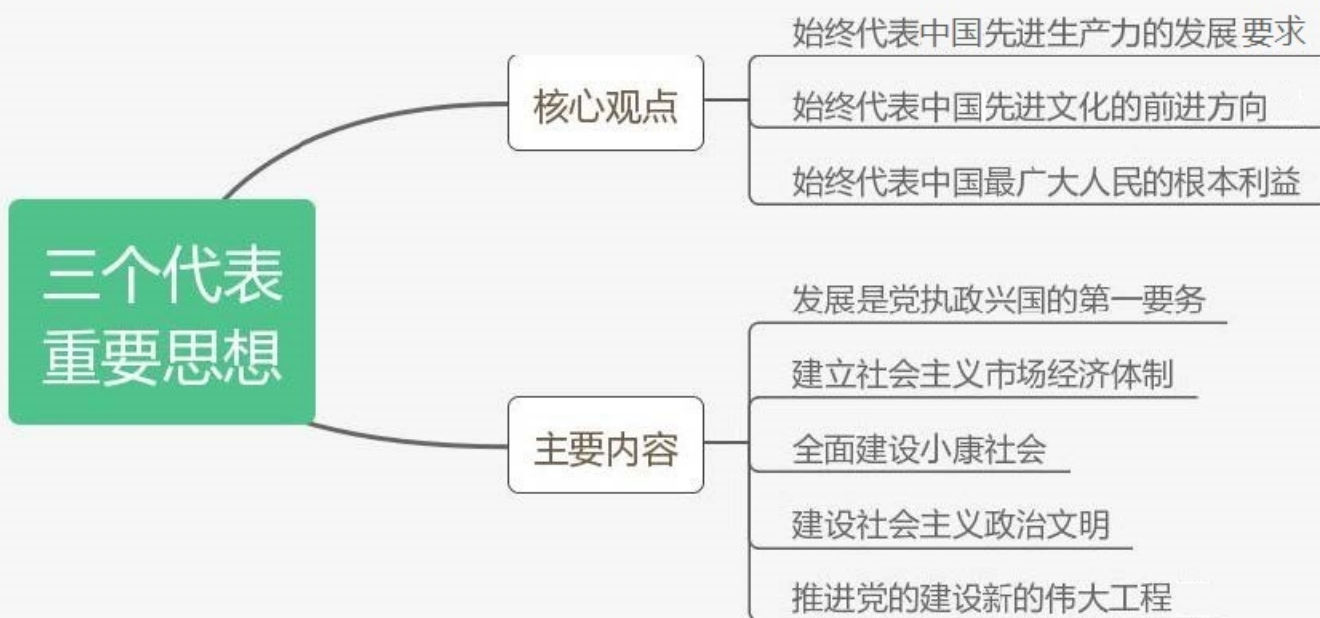 三个代表
重要思想
核心观点
始终代表中国先进生产力的发展要求
始终代表中国先进文化的前进方向
始终代表中国最广大人民的根本利益
主要内容
发展是党执政兴国的第一要务
建立社会主义市场经济体制
全面建设小康社会
建设社会主义政治文明
推进党的建设新的伟大工程